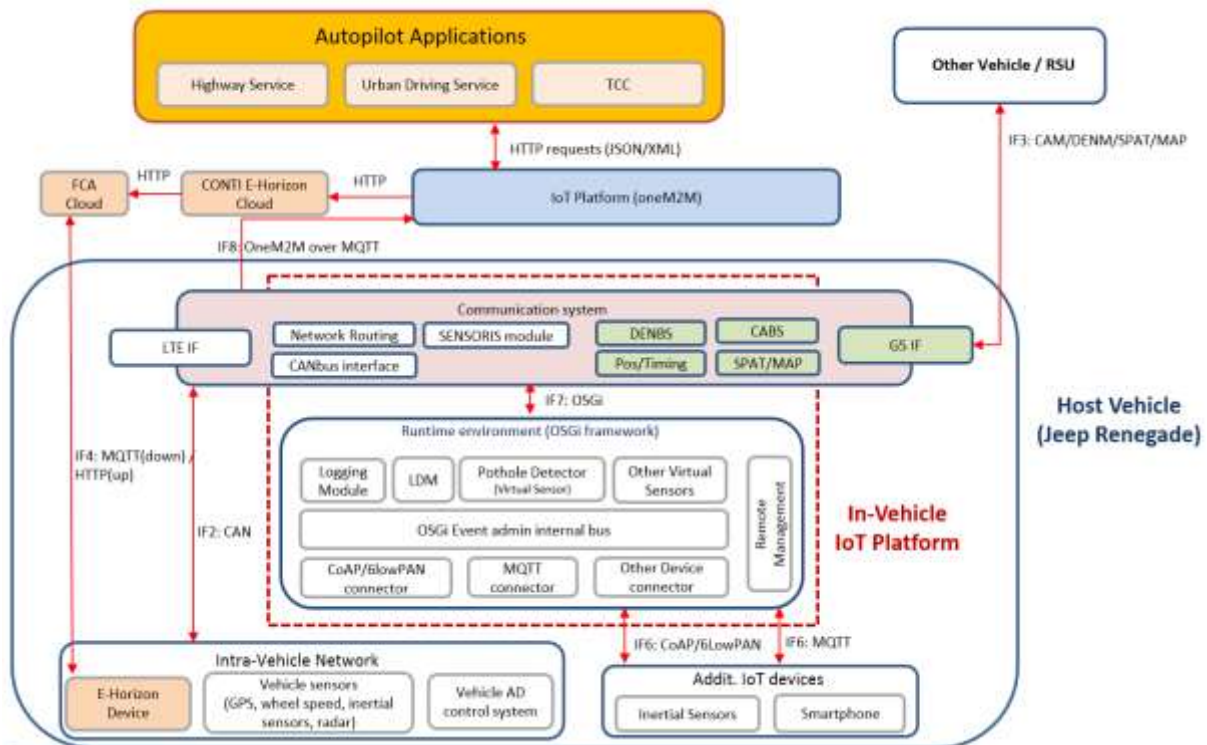 Autopilot Applications
Highway Service
Urban Driving Service
TCC
Other Vehicle / RSU
HTTP requests (JSON/XML)
IF3: CAM/DENM/SPAT/MAP
FCA
Cloud
HTTP
CONTI E-Horizon
Cloud
HTTP
IoT Platform (oneM2M)
IF8: OneM2M over MQTT
Communication system
LTE IF
Network Routing
SENSORIS module
DENBS
CABS
G5 IF
CANbus interface
Pos/Timing
SPAT/MAP
IF7: OSGi
Host Vehicle
(Jeep Renegade)
Runtime environment (OSGi framework)
IF4: MQTT(down) /
HTTP(up)
Logging
Module
LDM
Pothole Detector
(Virtual Sensor)
Other Virtual
Sensors
Remote
Management
IF2: CAN
OSGi Event admin internal bus
In-Vehicle
IoT Platform
CoAP/6lowPAN
connector
MQTT
connector
Other Device
connector
IF6: CoAP/6LowPAN
IF6: MQTT
Intra-Vehicle Network
E-Horizon
Device
Vehicle sensors
(GPS, wheel speed, inertial
sensors, radar)
Vehicle AD
control system
Addit. IoT devices
Inertial Sensors
Smartphone